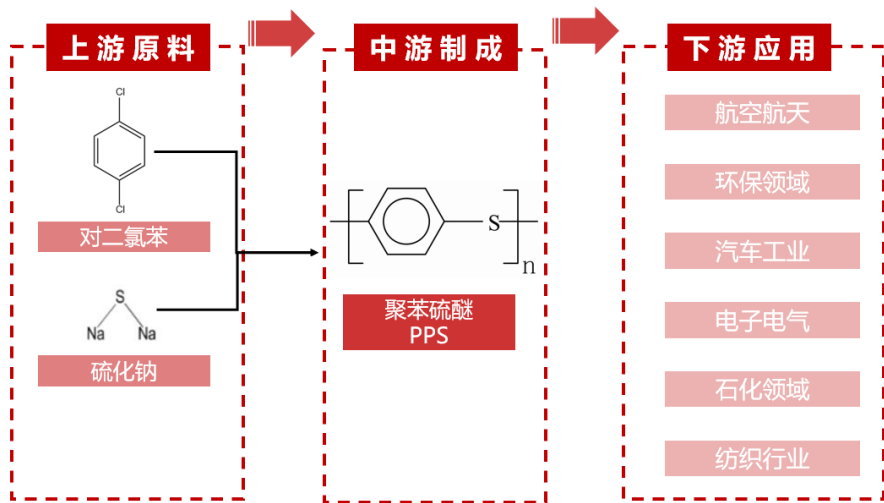 上游原料
中游制成
下游应用
Cl
Cl
对二氯苯
S
Na Na
硫化钠
S
n
聚苯硫醚
PPS
航空航天
环保领域
汽车工业
电子电气
石化领域
纺织行业